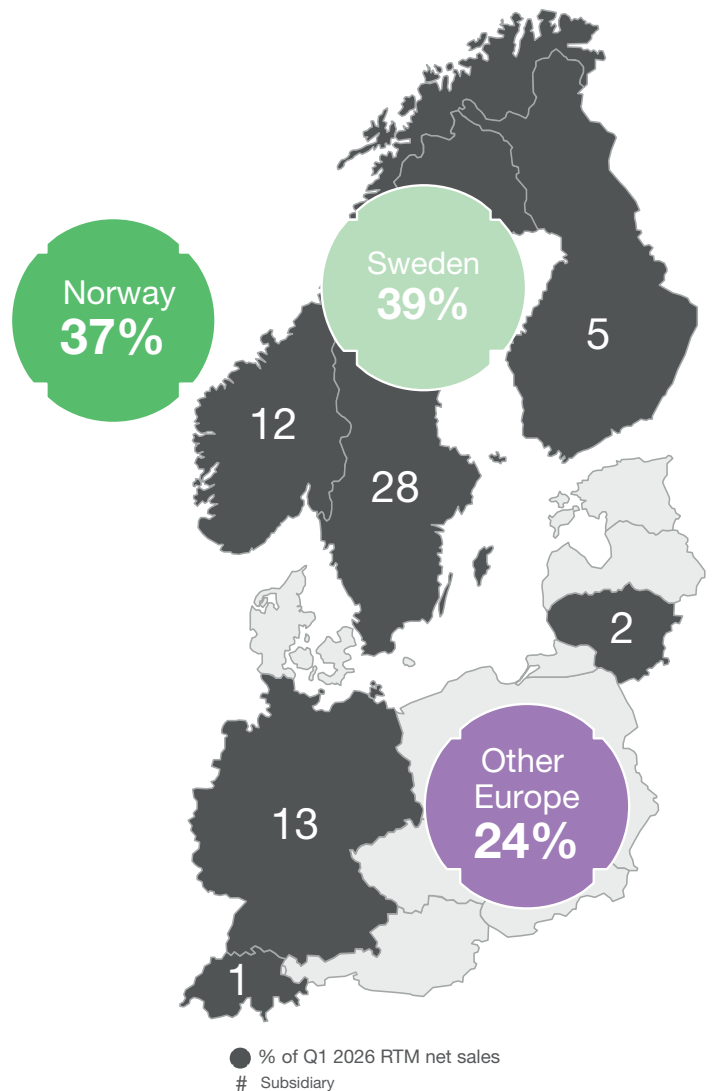 Sweden
39%
Norway
37%
5
12
28
2
Other
Europe
24%
13
1
% of Q1 2026 RTM net sales
# Subsidiary